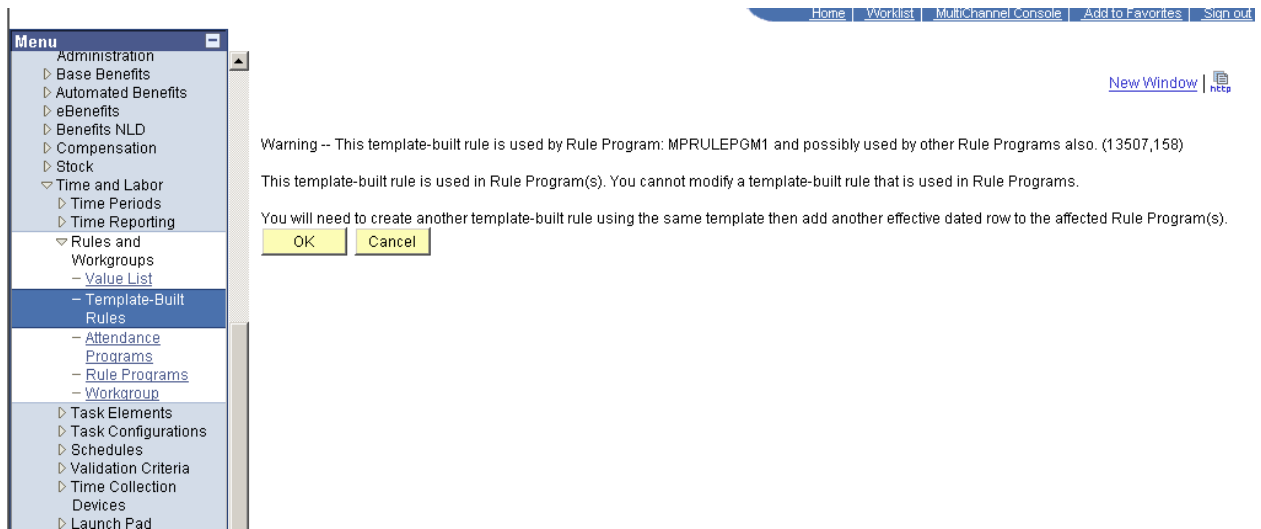 Home | Worklist | MultiChannel Console | Add to Favorites | Sign out
Menu
Administration
Base Benefits
Automated Benefits
eBenefits
Benefits NLD
Compensation
Stock
Time and Labor
Time Periods
Time Reporting
Rules and
Workgroups
– Value List
– Template-Built
Rules
– Attendance
Programs
– Rule Programs
– Workgroup
Task Elements
Task Configurations
Schedules
Validation Criteria
Time Collection
Devices
Launch Pad
New Window | http
Warning -- This template-built rule is used by Rule Program: MPRULEPGM1 and possibly used by other Rule Programs also. (13507,158)
This template-built rule is used in Rule Program(s). You cannot modify a template-built rule that is used in Rule Programs.
You will need to create another template-built rule using the same template then add another effective dated row to the affected Rule Program(s).
OK Cancel